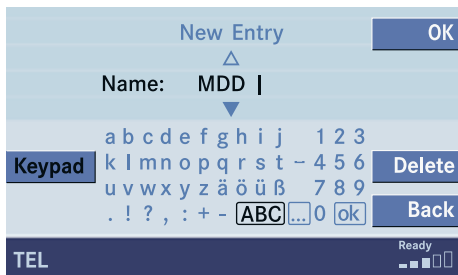 New Entry
OK
Name: MDD
a b c d e f g h i j 1 2 3
Keypad
k l m n o p q r s t - 4 5 6
Delete
u v w x y z ä ö ü ß 7 8 9
. ! ? , : + - ABC ... 0 ok
Back
TEL
Ready